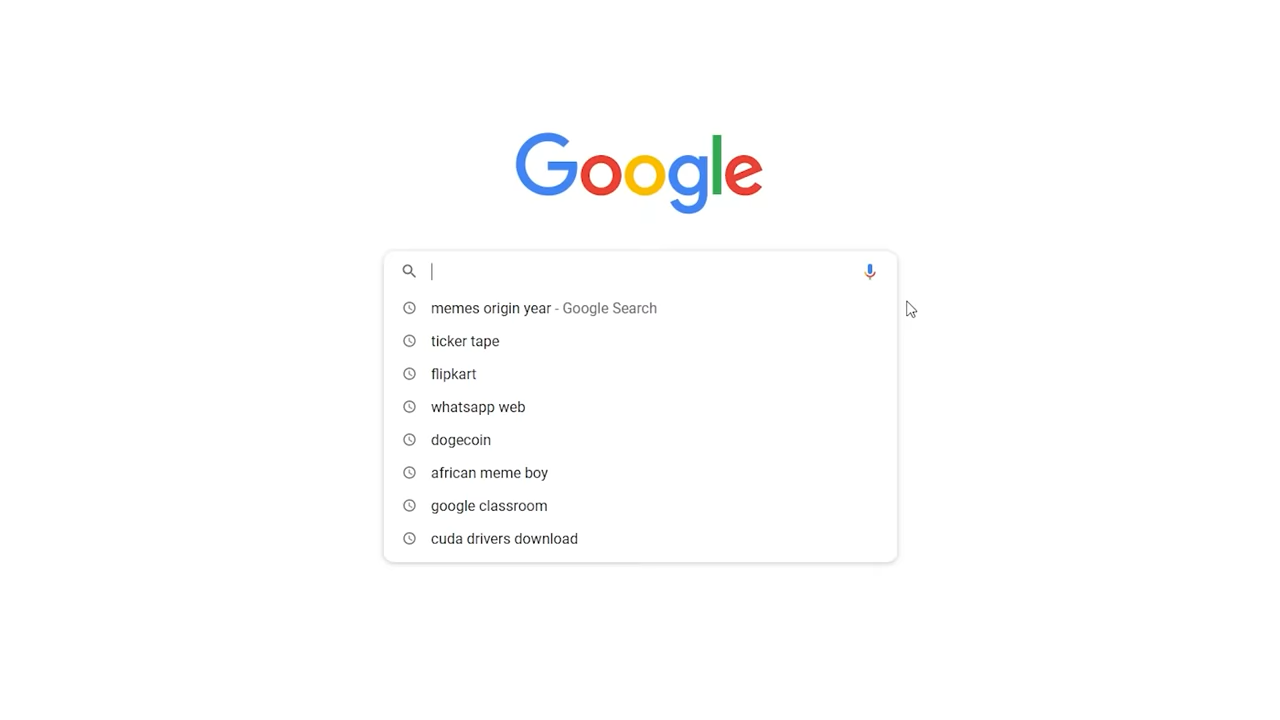 Google
memes origin year - Google Search
ticker tape
flipkart
whatsapp web
dogecoin
african meme boy
google classroom
cuda drivers download